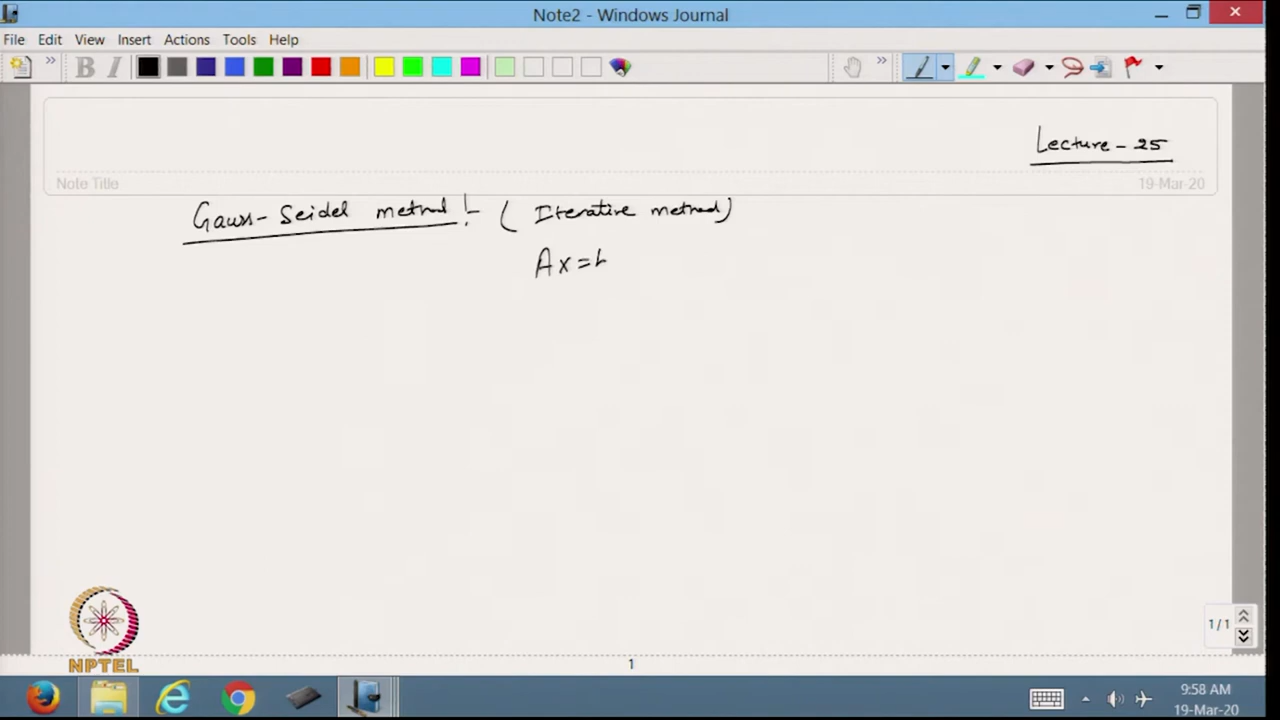 Note2 - Windows Journal
File Edit View Insert Actions Tools Help
B I
Lecture - 25
Note Title
19-Mar-20
Gauss-Seidel method :- (Iterative method)
Ax =
1/1
NPTEL
1
9:58 AM
19-Mar-20